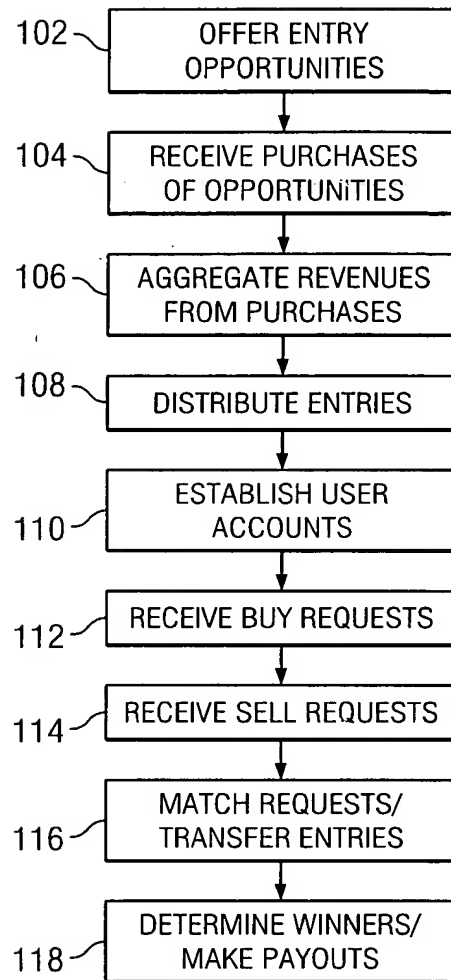 102
OFFER ENTRY
OPPORTUNITIES
104
RECEIVE PURCHASES
OF OPPORTUNITIES
106
AGGREGATE REVENUES
FROM PURCHASES
108
DISTRIBUTE ENTRIES
110
ESTABLISH USER
ACCOUNTS
112
RECEIVE BUY REQUESTS
114
RECEIVE SELL REQUESTS
116
MATCH REQUESTS/
TRANSFER ENTRIES
118
DETERMINE WINNERS/
MAKE PAYOUTS